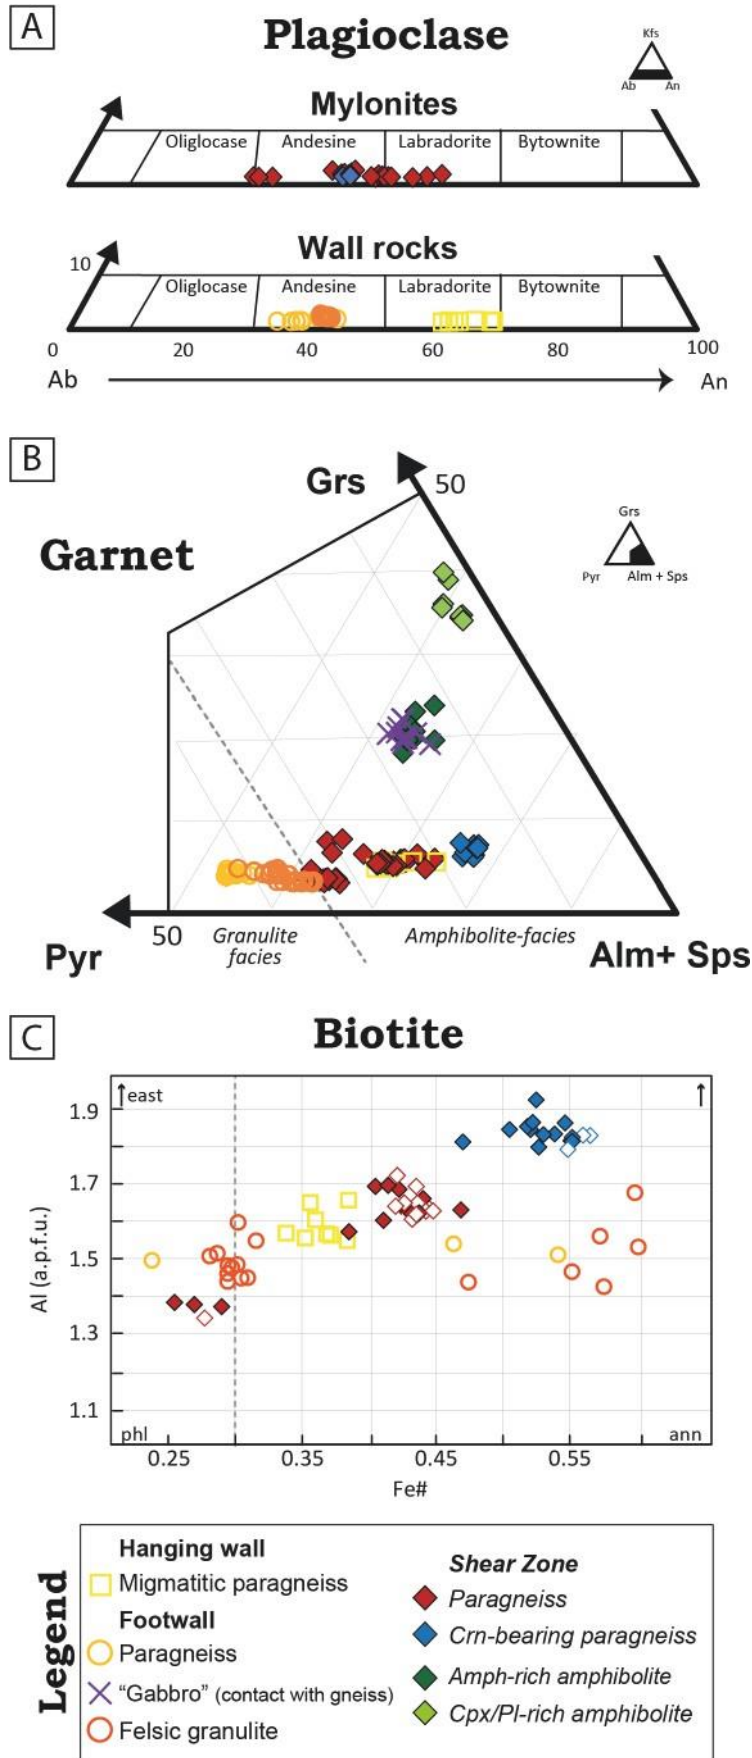 A
Plagioclase
Kfs
Ab An
Mylonites
Oliglocase Andesine Labradorite Bytownite
Wall rocks
10
Oliglocase Andesine Labradorite Bytownite
0 20 40 60 80 100
Ab An
B
Grs 50
Garnet
Grs
Pyr Alm + Sps
50 Granulite facies Amphibolite-facies
Pyr Alm+ Sps
C
Biotite
east
1.9
1.7
1.5
1.3
1.1
Al (a.p.f.u.)
phl ann
0.25 0.35 0.45 0.55
Fe#
Legend
Hanging wall
Migmatitic paragneiss
Footwall
Paragneiss
"Gabbro" (contact with gneiss)
Felsic granulite
Shear Zone
Paragneiss
Crn-bearing paragneiss
Amph-rich amphibolite
Cpx/Pl-rich amphibolite